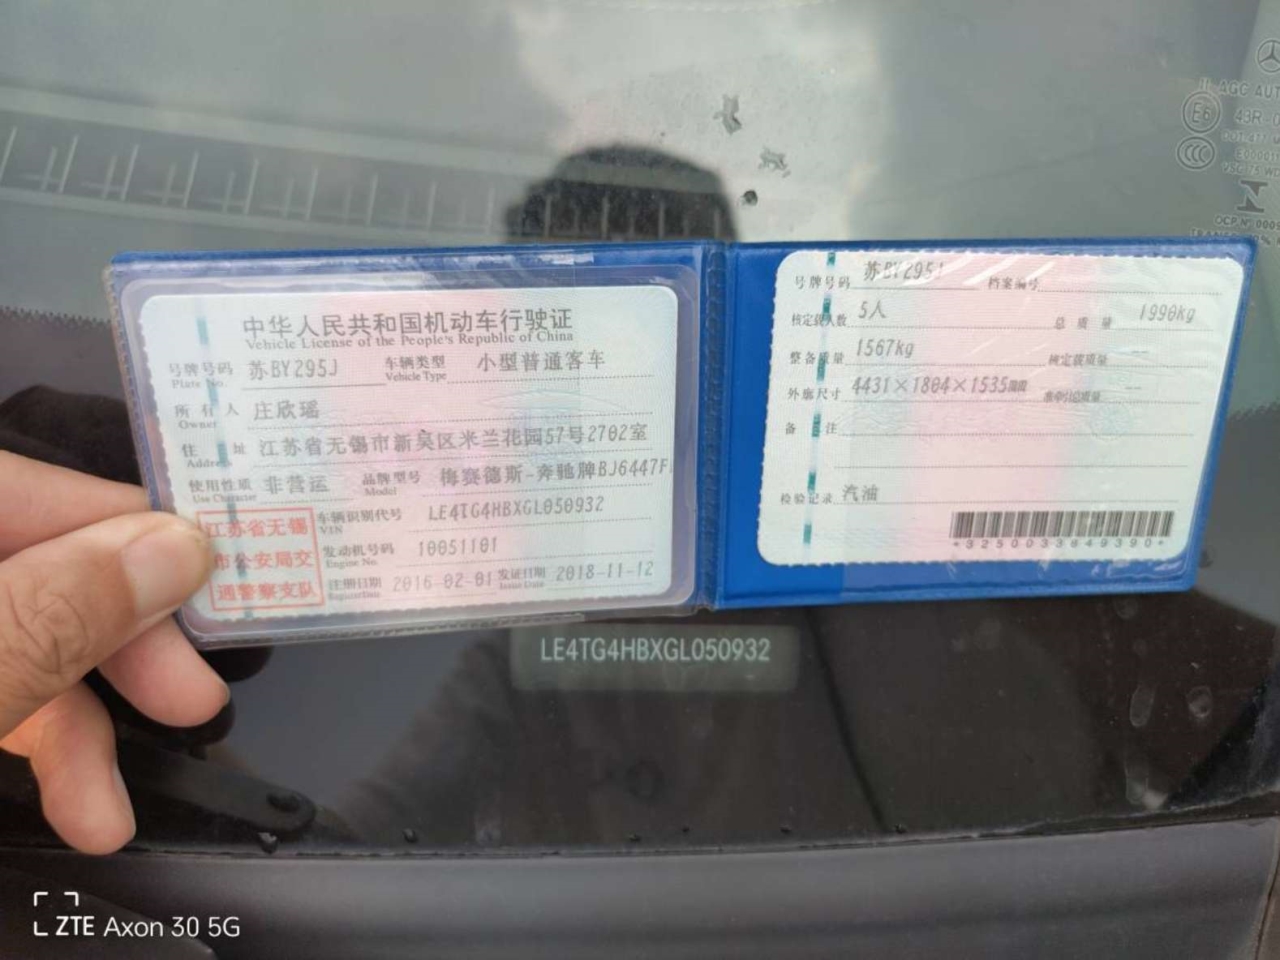 中华人民共和国机动车行驶证
Vehicle License of the People's Republic of China
号牌号码 苏BY295J 车辆类型 小型普通客车
Plate No. Vehicle Type
所有人 庄欣瑶
Owner
住址 江苏省无锡市新吴区米兰花园57号2702室
Address
使用性质 非营运 品牌型号 梅赛德斯-奔驰牌BJ6447F
Use Character Model
车辆识别代号 LE4TG4HBXGL050932
VIN
发动机号码 10051101
Engine No.
注册日期 2016-02-01 发证日期 2018-11-12
Register Date Issue Date
江苏省无锡
市公安局交
通警察支队
号牌号码 苏BY295J 档案编号
核定载人数 5人 总质量 1990kg
整备质量 1567kg 核定载质量 --
外廓尺寸 4431×1804×1535mm 准牵引总质量 --
备注
检验记录 汽油
*3250033849390*
LE4TG4HBXGL050932
AGC AUT
E6 43R-0
CCC
ZTE Axon 30 5G